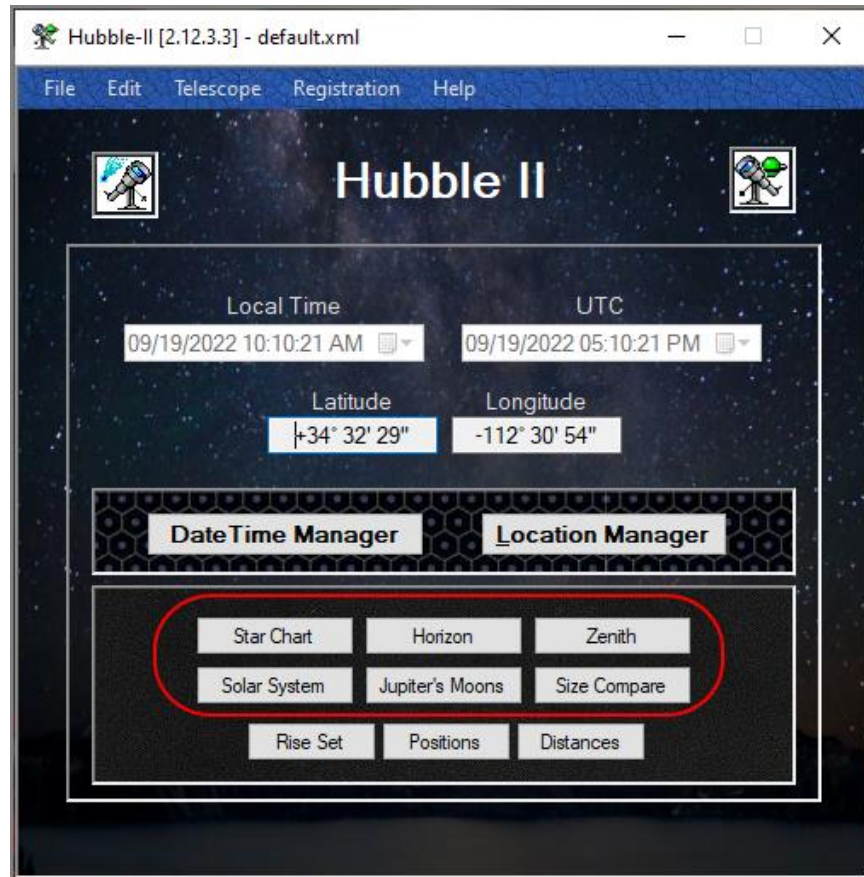 Hubble-II [2.12.3.3] - default.xml
File Edit Telescope Registration Help
Hubble II
Local Time UTC
09/19/2022 10:10:21 AM 09/19/2022 05:10:21 PM
Latitude Longitude
+34° 32' 29" -112° 30' 54"
DateTime Manager Location Manager
Star Chart Horizon Zenith
Solar System Jupiter's Moons Size Compare
Rise Set Positions Distances